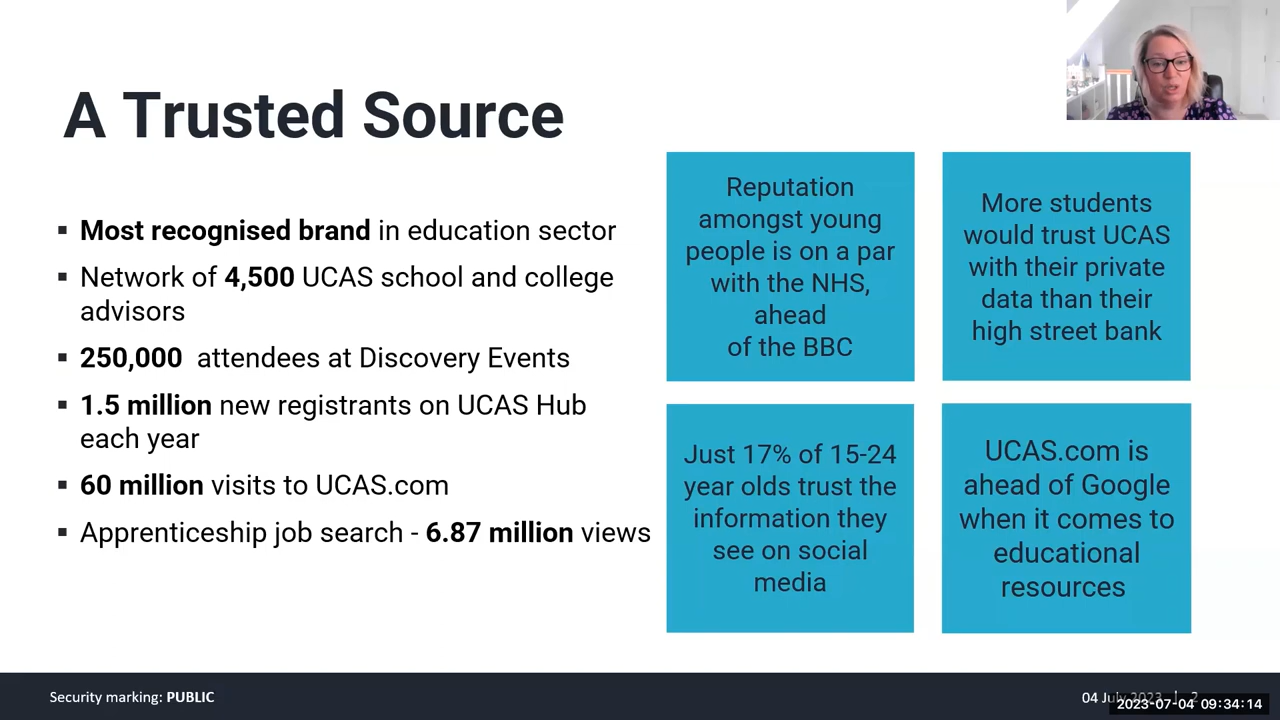 A Trusted Source
▪ Most recognised brand in education sector
▪ Network of 4,500 UCAS school and college
advisors
▪ 250,000 attendees at Discovery Events
▪ 1.5 million new registrants on UCAS Hub
each year
▪ 60 million visits to UCAS.com
▪ Apprenticeship job search - 6.87 million views
Reputation
amongst young
people is on a par
with the NHS,
ahead
of the BBC
More students
would trust UCAS
with their private
data than their
high street bank
Just 17% of 15-24
year olds trust the
information they
see on social
media
UCAS.com is
ahead of Google
when it comes to
educational
resources
Security marking: PUBLIC
04 July 2023 | 2
2023-07-04 09:34:14